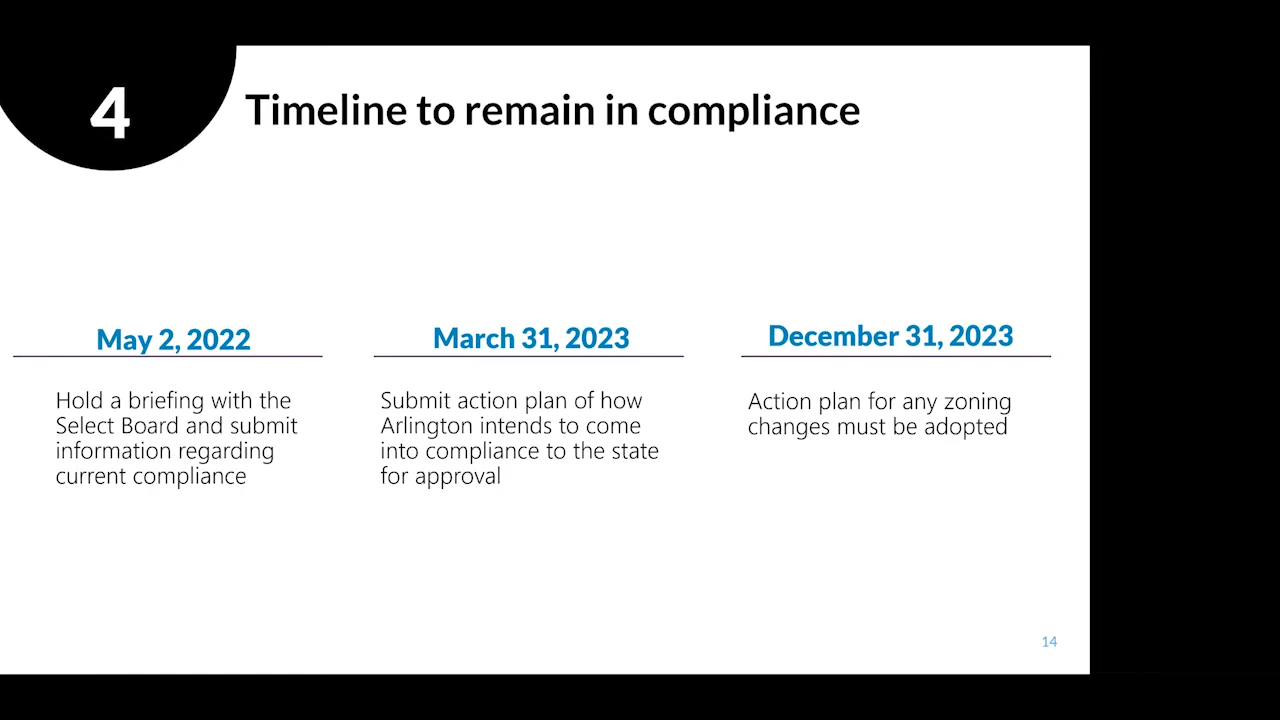 4
Timeline to remain in compliance
May 2, 2022
Hold a briefing with the
Select Board and submit
information regarding
current compliance
March 31, 2023
Submit action plan of how
Arlington intends to come
into compliance to the state
for approval
December 31, 2023
Action plan for any zoning
changes must be adopted
14